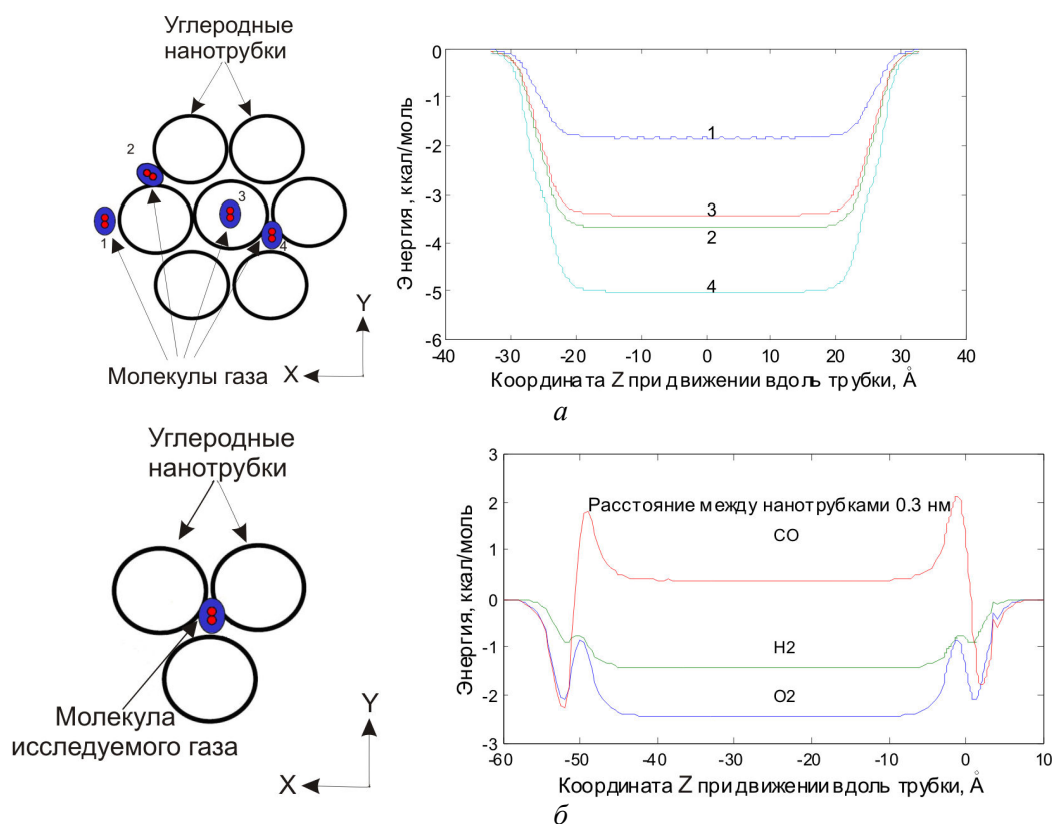 Углеродные
нанотрубки
2
3
1
4
Y
X
Молекулы газа
Энергия, ккал/моль
0
-1
-2
-3
-4
-5
-6
1
3
2
4
-40 -30 -20 -10 0 10 20 30 40
Координата Z при движении вдоль трубки, Å
а
Углеродные
нанотрубки
Молекула
исследуемого газа
Y
X
Энергия, ккал/моль
3
2
1
0
-1
-2
-3
Расстояние между нанотрубками 0.3 нм
CO
H2
O2
-60 -50 -40 -30 -20 -10 0 10
Координата Z при движении вдоль трубки, Å
б